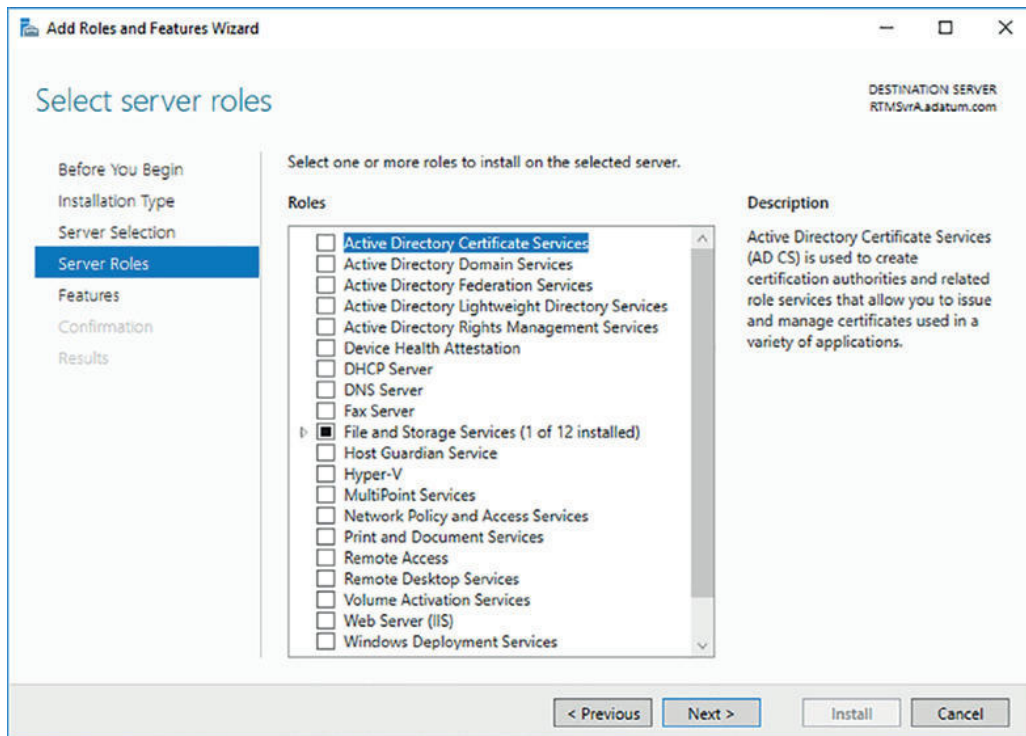 Add Roles and Features Wizard
Select server roles
DESTINATION SERVER
RTMSvrA.adatum.com
Before You Begin
Installation Type
Server Selection
Server Roles
Features
Confirmation
Results
Select one or more roles to install on the selected server.
Roles
Active Directory Certificate Services
Active Directory Domain Services
Active Directory Federation Services
Active Directory Lightweight Directory Services
Active Directory Rights Management Services
Device Health Attestation
DHCP Server
DNS Server
Fax Server
File and Storage Services (1 of 12 installed)
Host Guardian Service
Hyper-V
MultiPoint Services
Network Policy and Access Services
Print and Document Services
Remote Access
Remote Desktop Services
Volume Activation Services
Web Server (IIS)
Windows Deployment Services
Description
Active Directory Certificate Services
(AD CS) is used to create
certification authorities and related
role services that allow you to issue
and manage certificates used in a
variety of applications.
< Previous
Next >
Install
Cancel